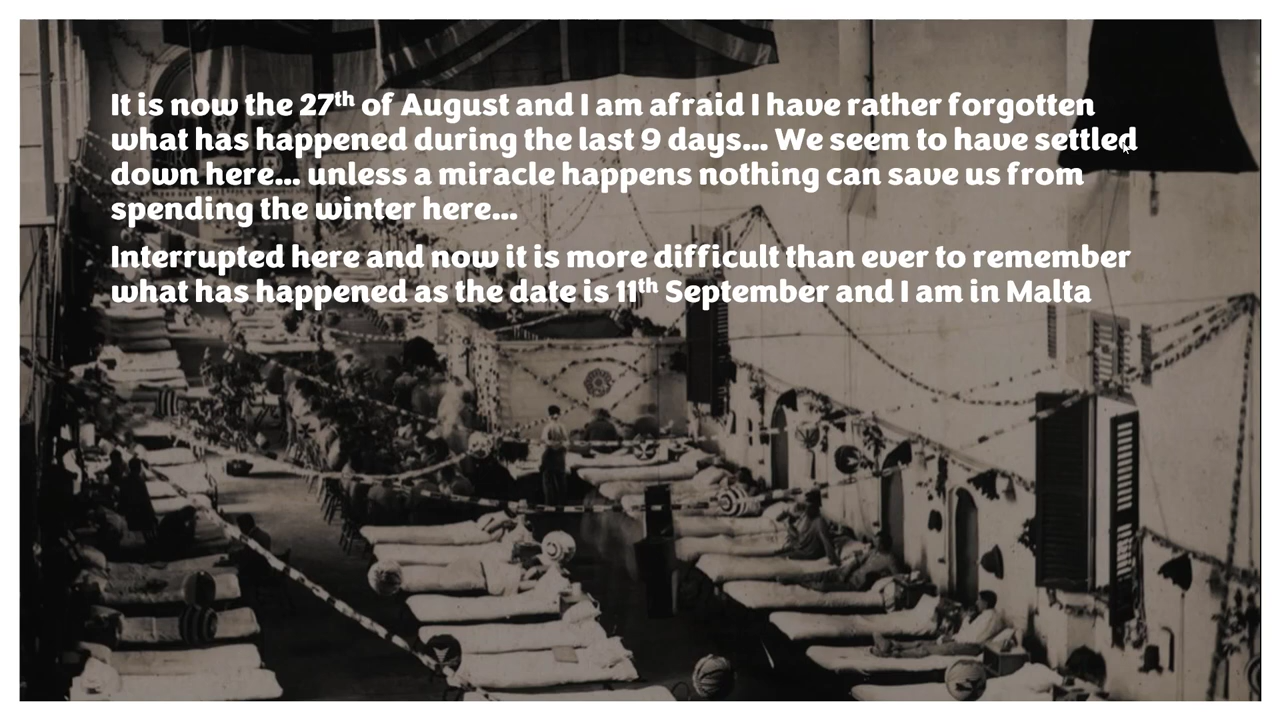 It is now the 27th of August and I am afraid I have rather forgotten
what has happened during the last 9 days... We seem to have settled
down here... unless a miracle happens nothing can save us from
spending the winter here...
Interrupted here and now it is more difficult than ever to remember
what has happened as the date is 11th September and I am in Malta